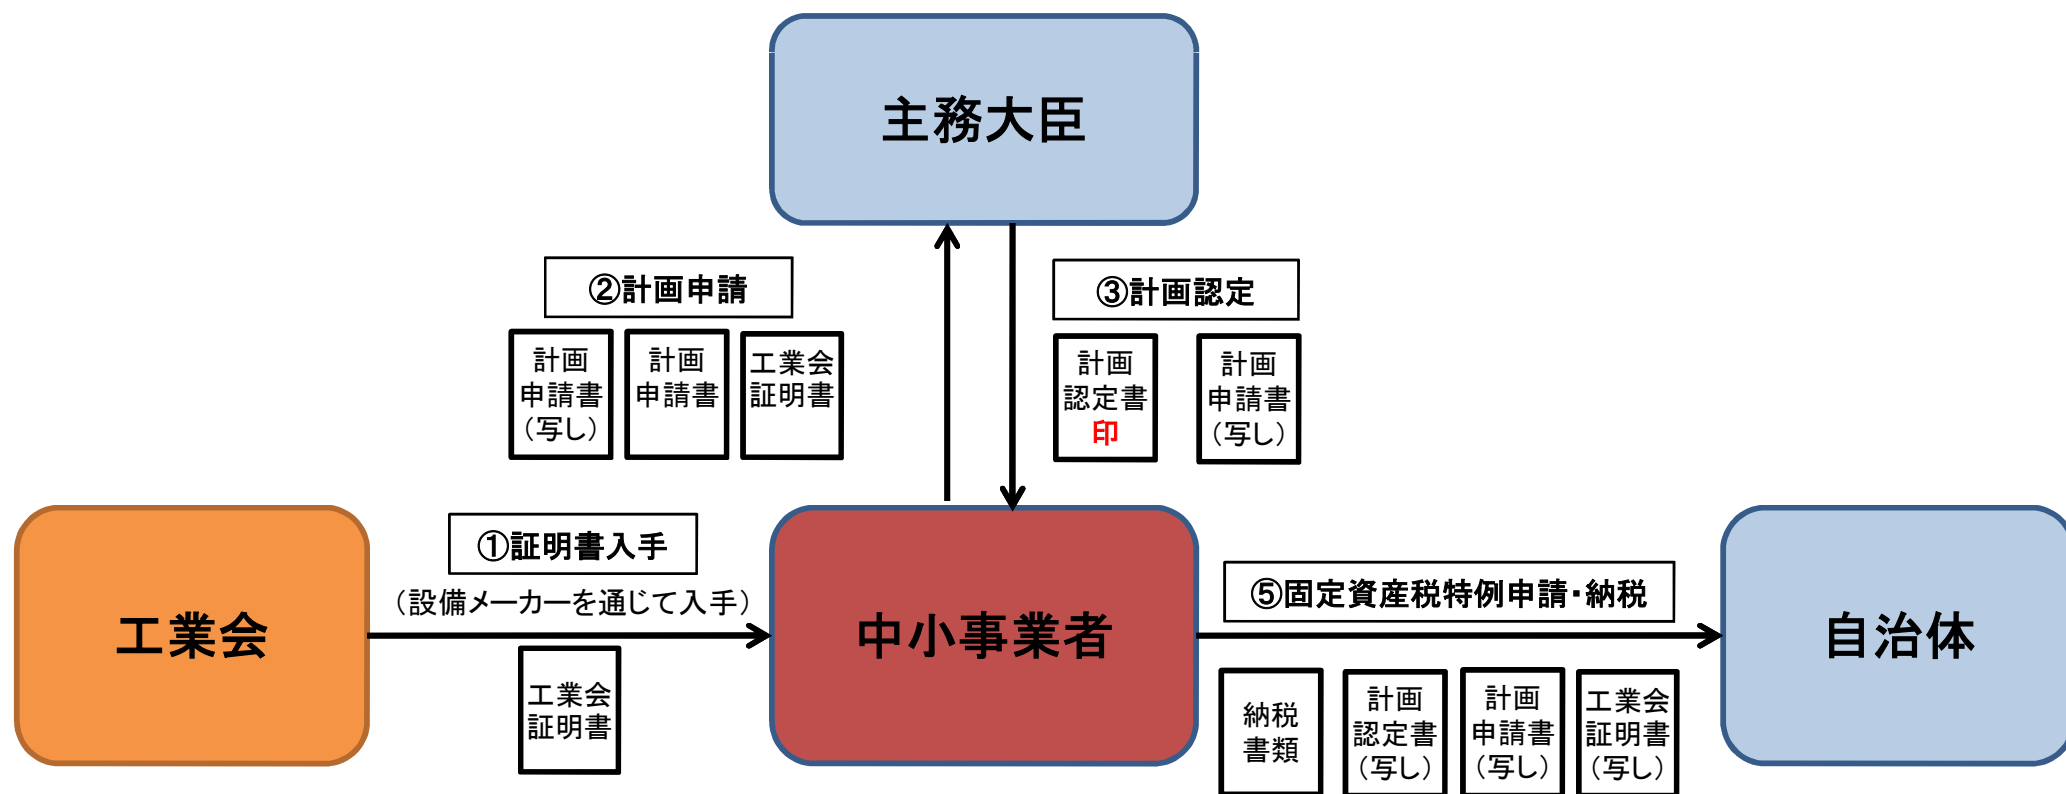 主務大臣
②計画申請
計画
申請書
（写し）
計画
申請書
工業会
証明書
③計画認定
計画
認定書
印
計画
申請書
（写し）
工業会
①証明書入手
（設備メーカーを通じて入手）
工業会
証明書
中小事業者
⑤固定資産税特例申請・納税
納税
書類
計画
認定書
（写し）
計画
申請書
（写し）
工業会
証明書
（写し）
自治体